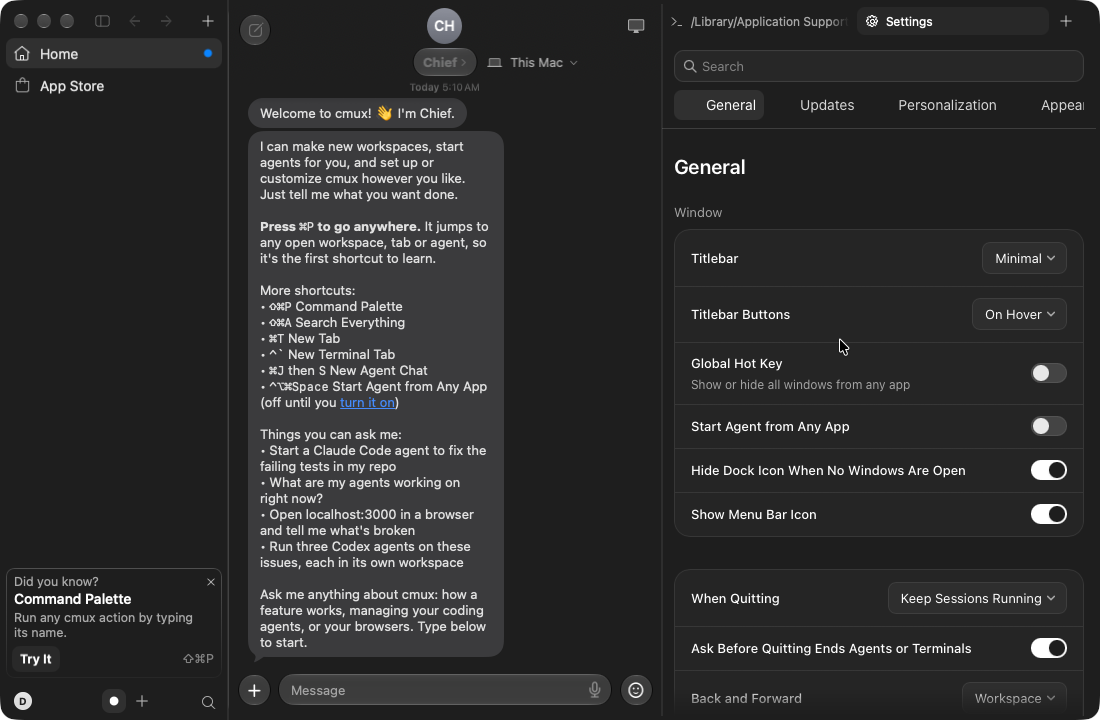 Home
App Store
Did you know?
Command Palette
Run any cmux action by typing
its name.
Try It
⇧⌘P
D
CH
Chief
This Mac
Today 5:10 AM
Welcome to cmux! 👋 I'm Chief.
I can make new workspaces, start
agents for you, and set up or
customize cmux however you like.
Just tell me what you want done.
Press ⌘P to go anywhere. It jumps to
any open workspace, tab or agent, so
it's the first shortcut to learn.
More shortcuts:
• ⇧⌘P Command Palette
• ⇧⌘A Search Everything
• ⌘T New Tab
• ^` New Terminal Tab
• ⌘J then S New Agent Chat
• ^⌥⌘Space Start Agent from Any App
(off until you turn it on)
Things you can ask me:
• Start a Claude Code agent to fix the
failing tests in my repo
• What are my agents working on
right now?
• Open localhost:3000 in a browser
and tell me what's broken
• Run three Codex agents on these
issues, each in its own workspace
Ask me anything about cmux: how a
feature works, managing your coding
agents, or your browsers. Type below
to start.
Message
/Library/Application Support
Settings
Search
General
Updates
Personalization
Appear
General
Window
Titlebar
Minimal
Titlebar Buttons
On Hover
Global Hot Key
Show or hide all windows from any app
Start Agent from Any App
Hide Dock Icon When No Windows Are Open
Show Menu Bar Icon
When Quitting
Keep Sessions Running
Ask Before Quitting Ends Agents or Terminals
Back and Forward
Workspace